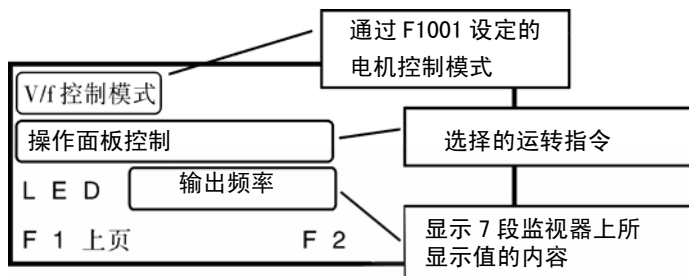 通过 F1001 设定的
电机控制模式
V/f 控制模式
操作面板控制
选择的运转指令
L E D 输出频率
显示 7 段监视器上所
显示值的内容
F 1 上页 F 2